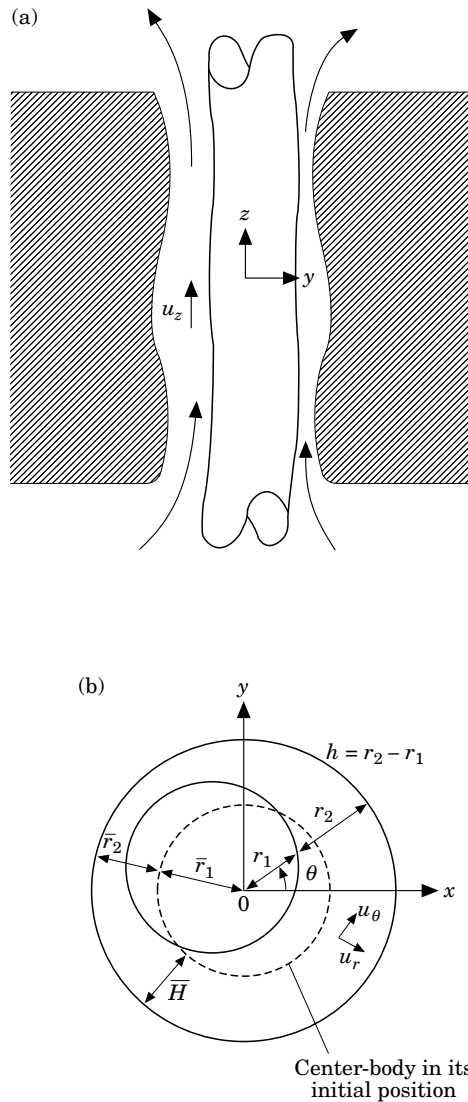 (a)
z
y
u_z
(b)
y
h = r_2 − r_1
r̅_2
r̅_1
r_1
r_2
θ
0
x
u_θ
u_r
H̅
Center-body in its
initial position